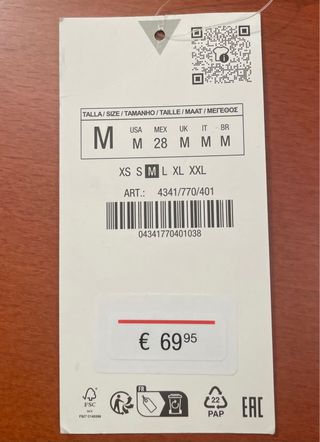 TALLA / SIZE / TAMANHO / TAILLE / MAAT / ΜΕΓΕΘΟΣ
M USA MEX UK IT BR
M 28 M M M
XS S M L XL XXL
ART.: 4341/770/401
04341770401038
€ 69 95
FSC
FR
22
PAP
EAC